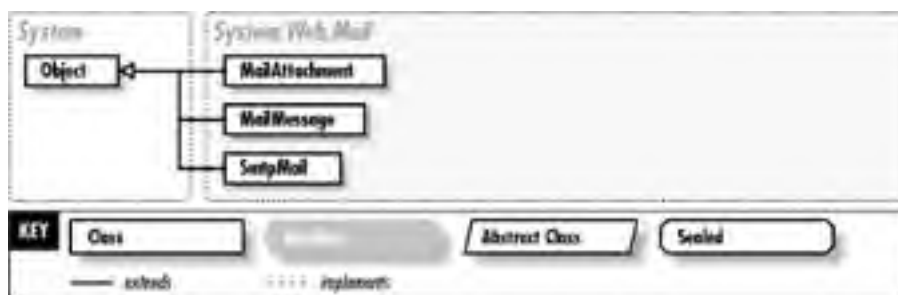 System
System.Web.Mail
Object
MailAttachment
MailMessage
SmtpMail
KEY
Class
Abstract Class
Sealed
extends
implements